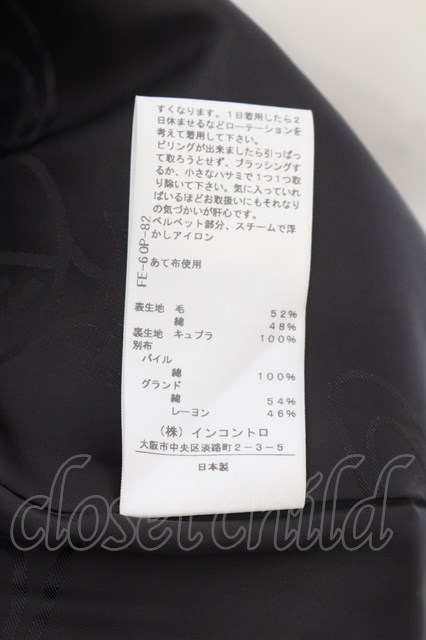 すくなります。1日着用したら2
日休ませるなどローテーションを
考えて着用して下さい。
ピリングが出来ましたら引っぱっ
て取ろうとせず、ブラッシングす
るか、小さなハサミで1つ1つ取
り除いて下さい。気に入っていれ
ばいるほどお取扱いにもそれなり
の気づかいが肝心です。
ベルベット部分、スチームで浮
かしアイロン
あて布使用
FE-60P-82
表生地 毛 52%
綿 48%
裏生地 キュプラ 100%
別布
パイル
綿 100%
グランド
綿 54%
レーヨン 46%
(株)インコントロ
大阪市中央区淡路町2-3-5
日本製
closet child